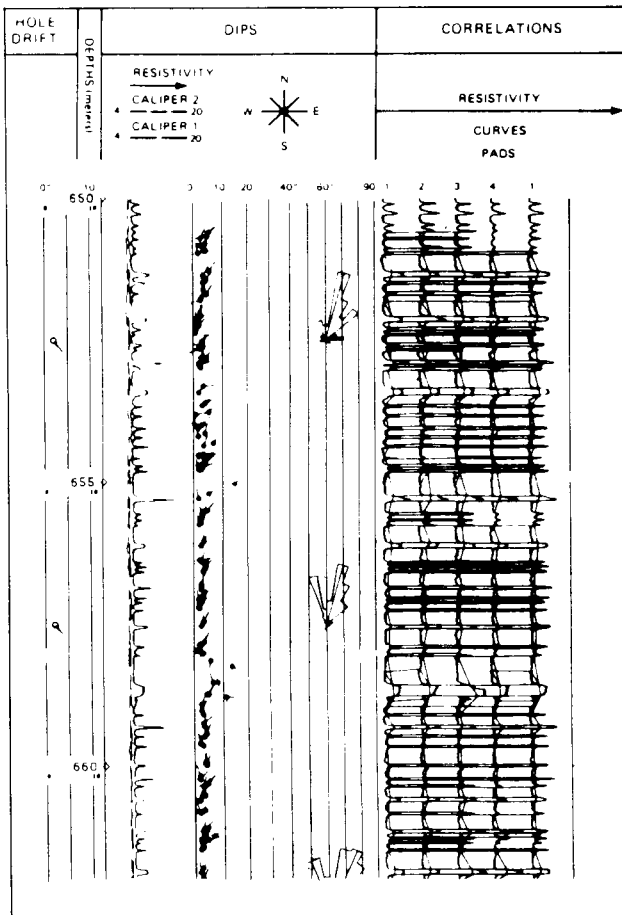 HOLE DRIFT
DEPTHS (meters)
DIPS
CORRELATIONS
RESISTIVITY
CALIPER 2
4 20
CALIPER 1
4 20
N
W E
S
RESISTIVITY
CURVES
PADS
0° 10
650
0 10 20 40° 60° 90
1 2 3 4 1
655
660